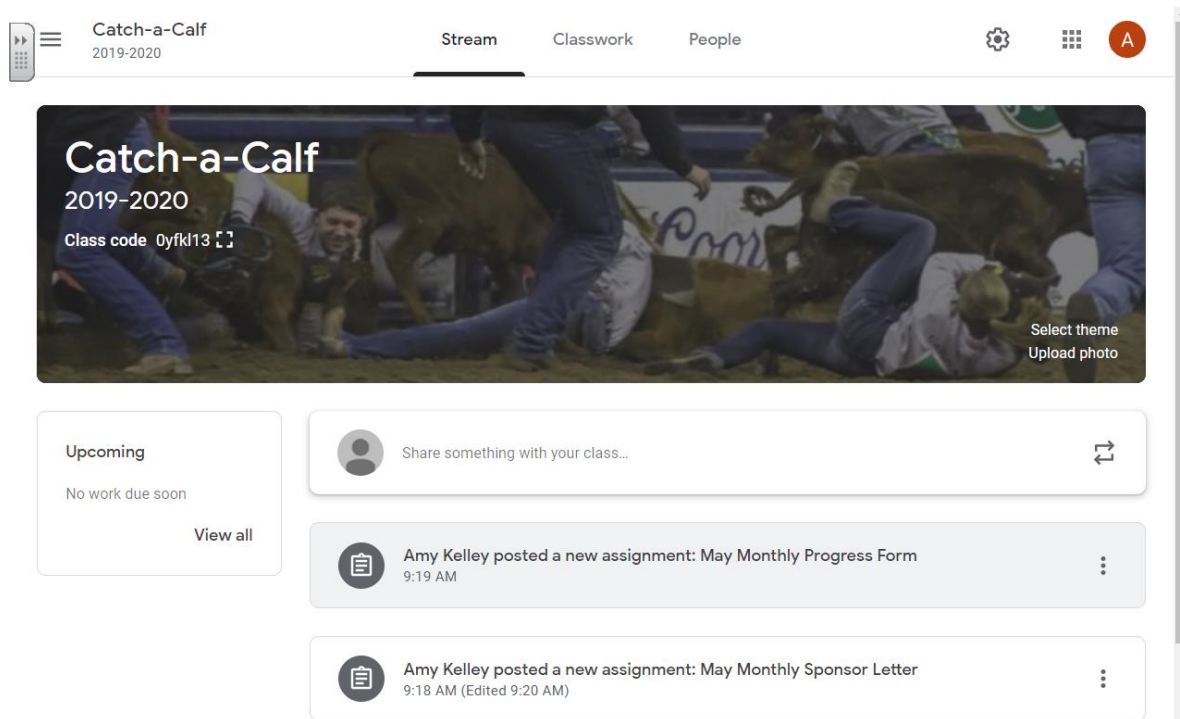 Catch-a-Calf
2019-2020
Stream
Classwork
People
A
Catch-a-Calf
2019-2020
Class code 0yfkl13
Coors
Select theme
Upload photo
Upcoming
No work due soon
View all
Share something with your class…
Amy Kelley posted a new assignment: May Monthly Progress Form
9:19 AM
Amy Kelley posted a new assignment: May Monthly Sponsor Letter
9:18 AM (Edited 9:20 AM)